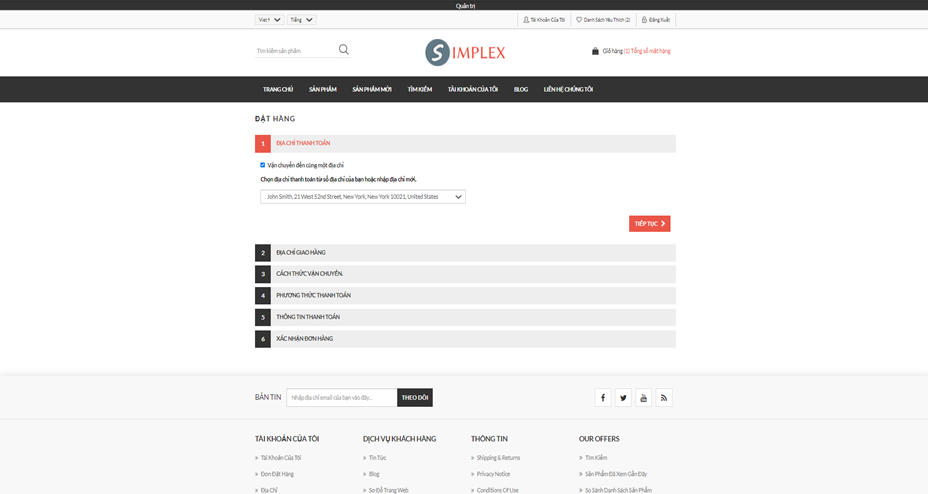 Quản trị
Việt N
Tiếng
Tài Khoản Của Tôi
Danh Sách Yêu Thích (2)
Đăng Xuất
Tìm kiếm sản phẩm
SIMPLEX
Giỏ hàng (1) Tổng số mặt hàng
TRANG CHỦ
SẢN PHẨM
SẢN PHẨM MỚI
TÌM KIẾM
TÀI KHOẢN CỦA TÔI
BLOG
LIÊN HỆ CHÚNG TÔI
ĐẶT HÀNG
1 ĐỊA CHỈ THANH TOÁN
Vận chuyển đến cùng một địa chỉ
Chọn địa chỉ thanh toán từ sổ địa chỉ của bạn hoặc nhập địa chỉ mới.
John Smith, 21 West 52nd Street, New York, New York 10021, United States
TIẾP TỤC
2 ĐỊA CHỈ GIAO HÀNG
3 CÁCH THỨC VẬN CHUYỂN.
4 PHƯƠNG THỨC THANH TOÁN
5 THÔNG TIN THANH TOÁN
6 XÁC NHẬN ĐƠN HÀNG
BẢN TIN
Nhập địa chỉ email của bạn vào đây...
THEO DÕI
TÀI KHOẢN CỦA TÔI
» Tài Khoản Của Tôi
» Đơn Đặt Hàng
» Địa Chỉ
DỊCH VỤ KHÁCH HÀNG
» Tin Tức
» Blog
» Sơ Đồ Trang Web
THÔNG TIN
» Shipping & Returns
» Privacy Notice
» Conditions Of Use
OUR OFFERS
» Tìm Kiếm
» Sản Phẩm Đã Xem Gần Đây
» So Sánh Danh Sách Sản Phẩm